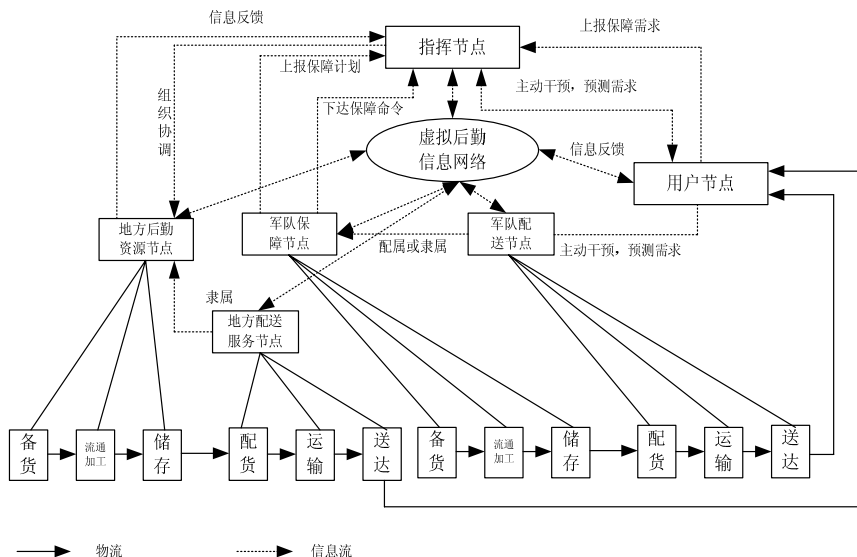 信息反馈
指挥节点
上报保障需求
上报保障计划
主动干预，预测需求
组
织
协
调
下达保障命令
虚拟后勤
信息网络
信息反馈
用户节点
地方后勤
资源节点
军队保
障节点
军队配
送节点
配属或隶属
主动干预，预测需求
隶属
地方配送
服务节点
备
货
流通
加工
储
存
配
货
运
输
送
达
备
货
流通
加工
储
存
配
货
运
输
送
达
物流
信息流